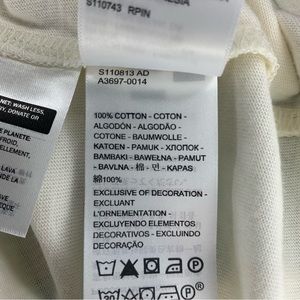 S110743 RPIN
S110813 AD
A3697-0014
100% COTTON - COTON -
ALGODÓN - ALGODÃO -
COTONE - BAUMWOLLE -
KATOEN - PAMUK - ХЛОПОК -
BAMBAKI - BAWEŁNA - PAMUT
- BAVLNA - 棉 - 면 - KAPAS
綿100%
EXCLUSIVE OF DECORATION -
EXCLUANT
L'ORNEMENTATION -
EXCLUYENDO ELEMENTOS
DECORATIVOS - EXCLUINDO
DECORAÇÃO
NET: WASH LESS,
DONATE OR
PLANETE:
FROID,
LAVA
DE LA